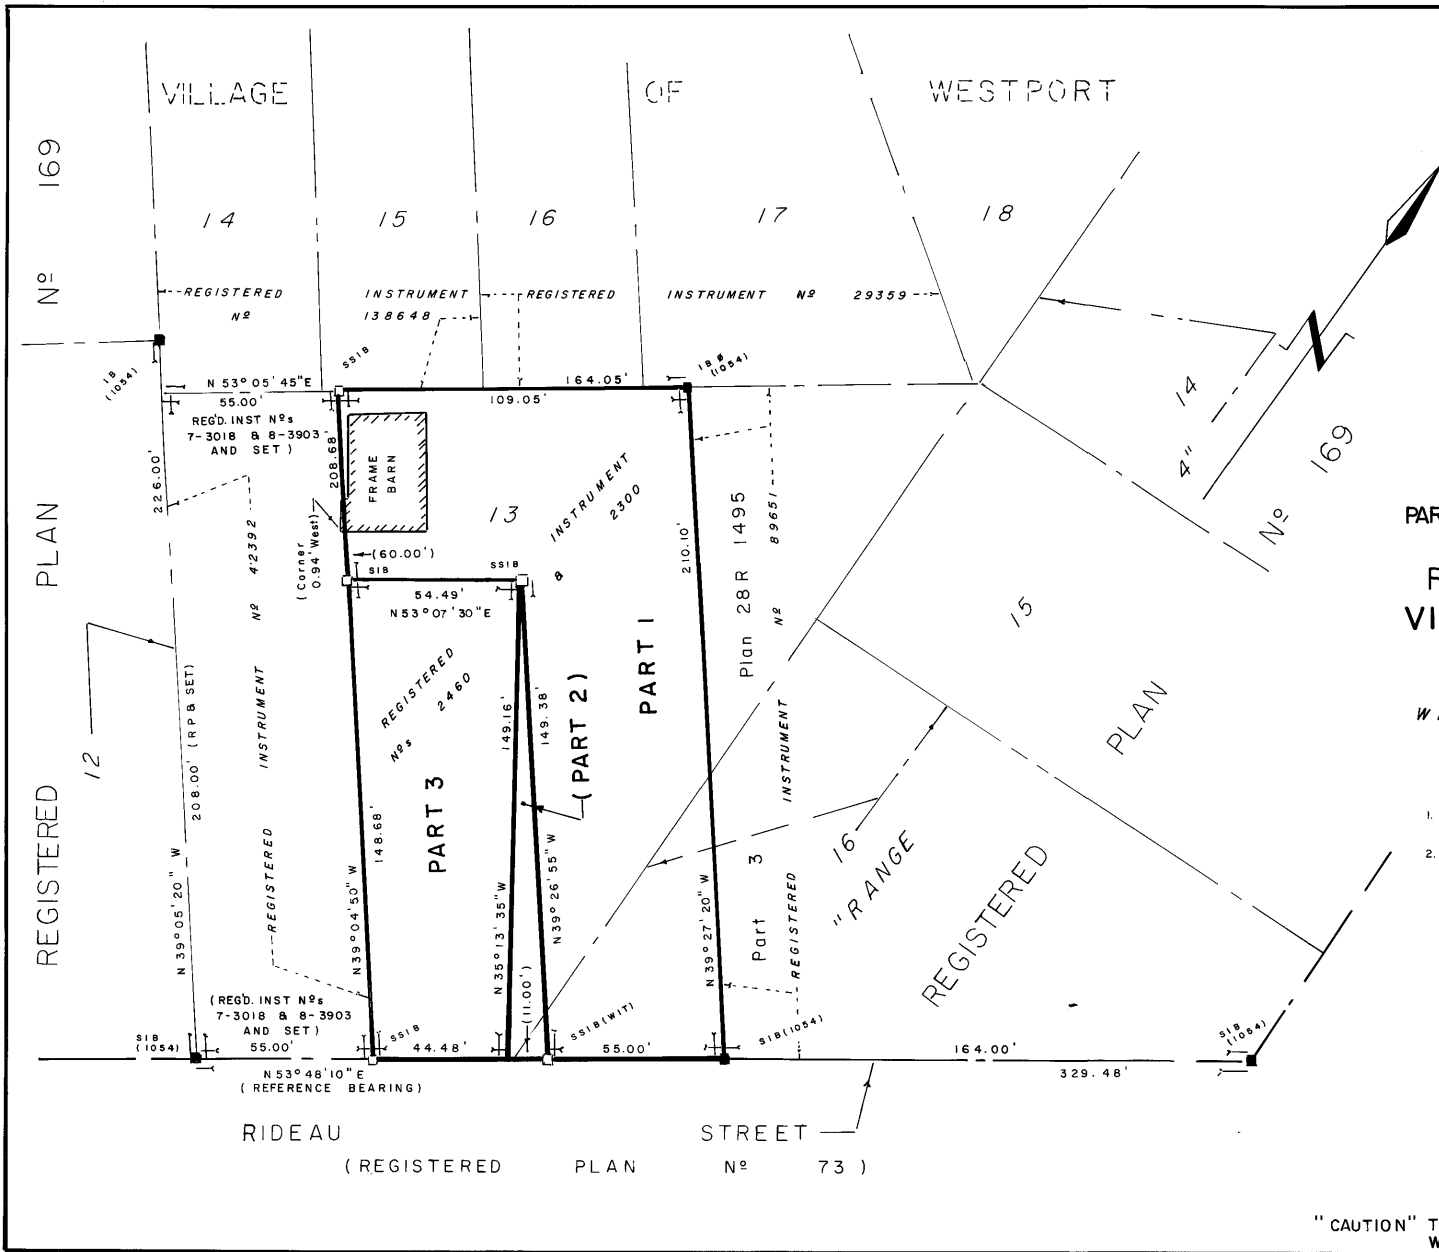 VILLAGE OF WESTPORT
REGISTERED PLAN Nº 169
14 15 16 17 18
REGISTERED INSTRUMENT
Nº 138648
REGISTERED INSTRUMENT Nº 29359
IB
(1054)
SSIB
IB Ø
(1054)
N 53° 05' 45" E
55.00'
164.05'
109.05'
REG'D. INST Nºs
7-3018 & 8-3903
AND SET )
226.00'
208.68'
FRAME
BARN
(Corner
0.94' West)
(60.00')
SIB
SSIB
54.49'
N 53° 07' 30" E
13
REGISTERED INSTRUMENT
Nºs 2460 & 2300
12
208.00' (RP & SET)
N 39° 05' 20" W
REGISTERED INSTRUMENT Nº 42392
148.68'
N 39° 04' 50" W
PART 3
149.16'
N 35° 13' 35" W
149.38'
N 39° 26' 55" W
(PART 2)
(11.00')
PART 1
210.10'
N 39° 27' 20" W
Part 3 Plan 28R 1495
REGISTERED INSTRUMENT Nº 89651
14
4"
15
16
"RANGE
REGISTERED PLAN Nº 169
(REG'D. INST Nºs
7-3018 & 8-3903
AND SET)
SIB
(1054)
55.00'
SSIB
44.48'
SSIB(WIT)
55.00'
SIB(1054)
164.00'
329.48'
SIB
(1054)
N 53° 48' 10" E
( REFERENCE BEARING)
RIDEAU STREET
(REGISTERED PLAN Nº 73 )
PAR
VI
1.
2.
"CAUTION" T
W